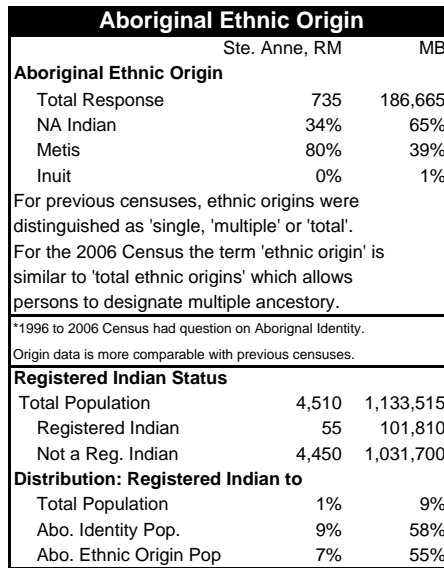 Aboriginal Ethnic Origin
Ste. Anne, RM MB
Aboriginal Ethnic Origin
Total Response 735 186,665
NA Indian 34% 65%
Metis 80% 39%
Inuit 0% 1%
For previous censuses, ethnic origins were
distinguished as 'single, 'multiple' or 'total'.
For the 2006 Census the term 'ethnic origin' is
similar to 'total ethnic origins' which allows
persons to designate multiple ancestory.
*1996 to 2006 Census had question on Aborignal Identity.
Origin data is more comparable with previous censuses.
Registered Indian Status
Total Population 4,510 1,133,515
Registered Indian 55 101,810
Not a Reg. Indian 4,450 1,031,700
Distribution: Registered Indian to
Total Population 1% 9%
Abo. Identity Pop. 9% 58%
Abo. Ethnic Origin Pop 7% 55%